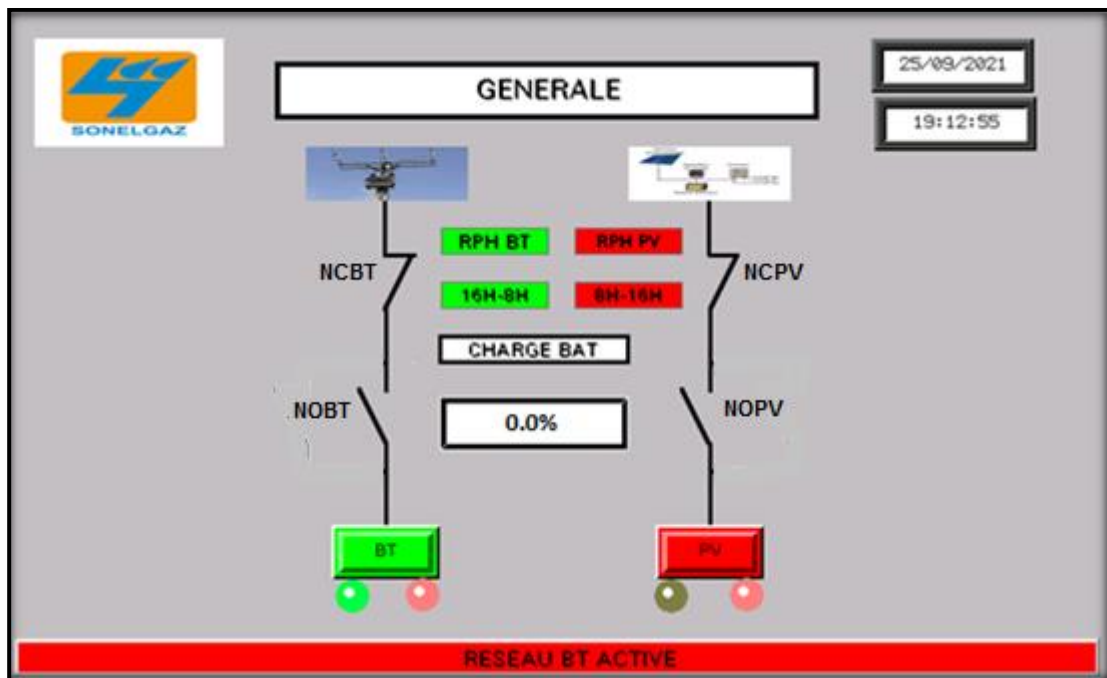 SONELGAZ
GENERALE
25/09/2021
19:12:55
RPH BT
RPH PV
NCBT
NCPV
16H-8H
8H-16H
CHARGE BAT
NOBT
0.0%
NOPV
BT
PV
RESEAU BT ACTIVE